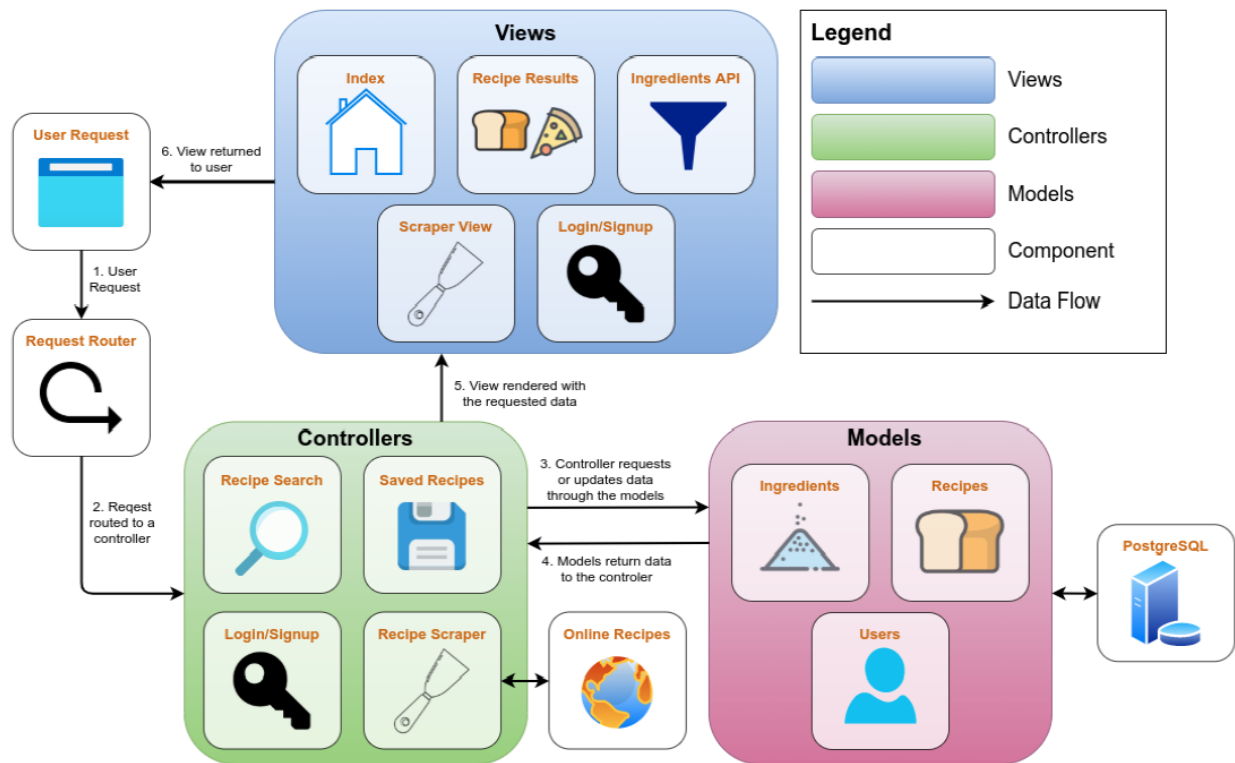 Views
Index
Recipe Results
Ingredients API
Scraper View
Login/Signup
Legend
Views
Controllers
Models
Component
Data Flow
User Request
6. View returned
to user
1. User
Request
Request Router
5. View rendered with
the requested data
2. Reqest
routed to a
controller
Controllers
Recipe Search
Saved Recipes
Login/Signup
Recipe Scraper
3. Controller requests
or updates data
through the models
4. Models return data
to the controler
Online Recipes
Models
Ingredients
Recipes
Users
PostgreSQL